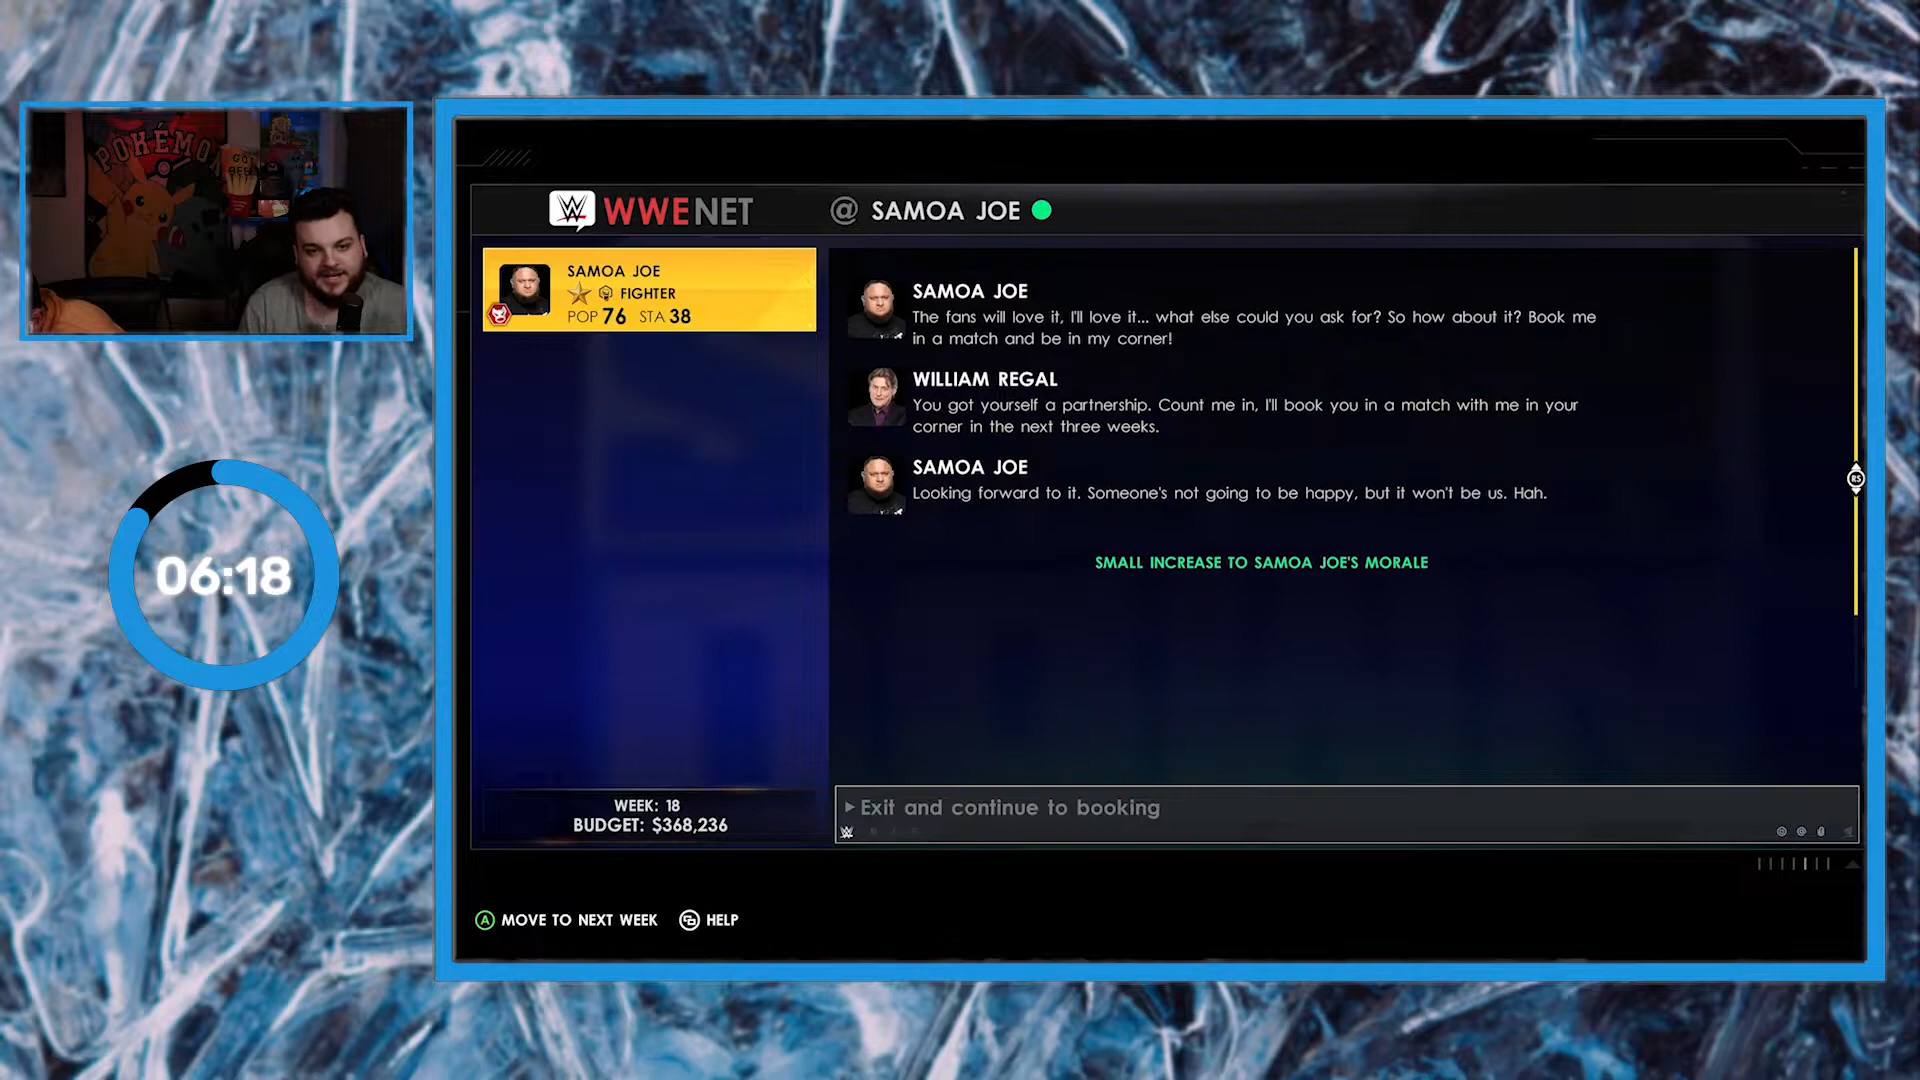 POKÉMON
GOT
WWENET
@ SAMOA JOE
SAMOA JOE
FIGHTER
POP 76 STA 38
SAMOA JOE
The fans will love it, I'll love it... what else could you ask for? So how about it? Book me
in a match and be in my corner!
WILLIAM REGAL
You got yourself a partnership. Count me in, I'll book you in a match with me in your
corner in the next three weeks.
SAMOA JOE
Looking forward to it. Someone's not going to be happy, but it won't be us. Hah.
SMALL INCREASE TO SAMOA JOE'S MORALE
RS
06:18
WEEK: 18
BUDGET: $368,236
Exit and continue to booking
A MOVE TO NEXT WEEK HELP